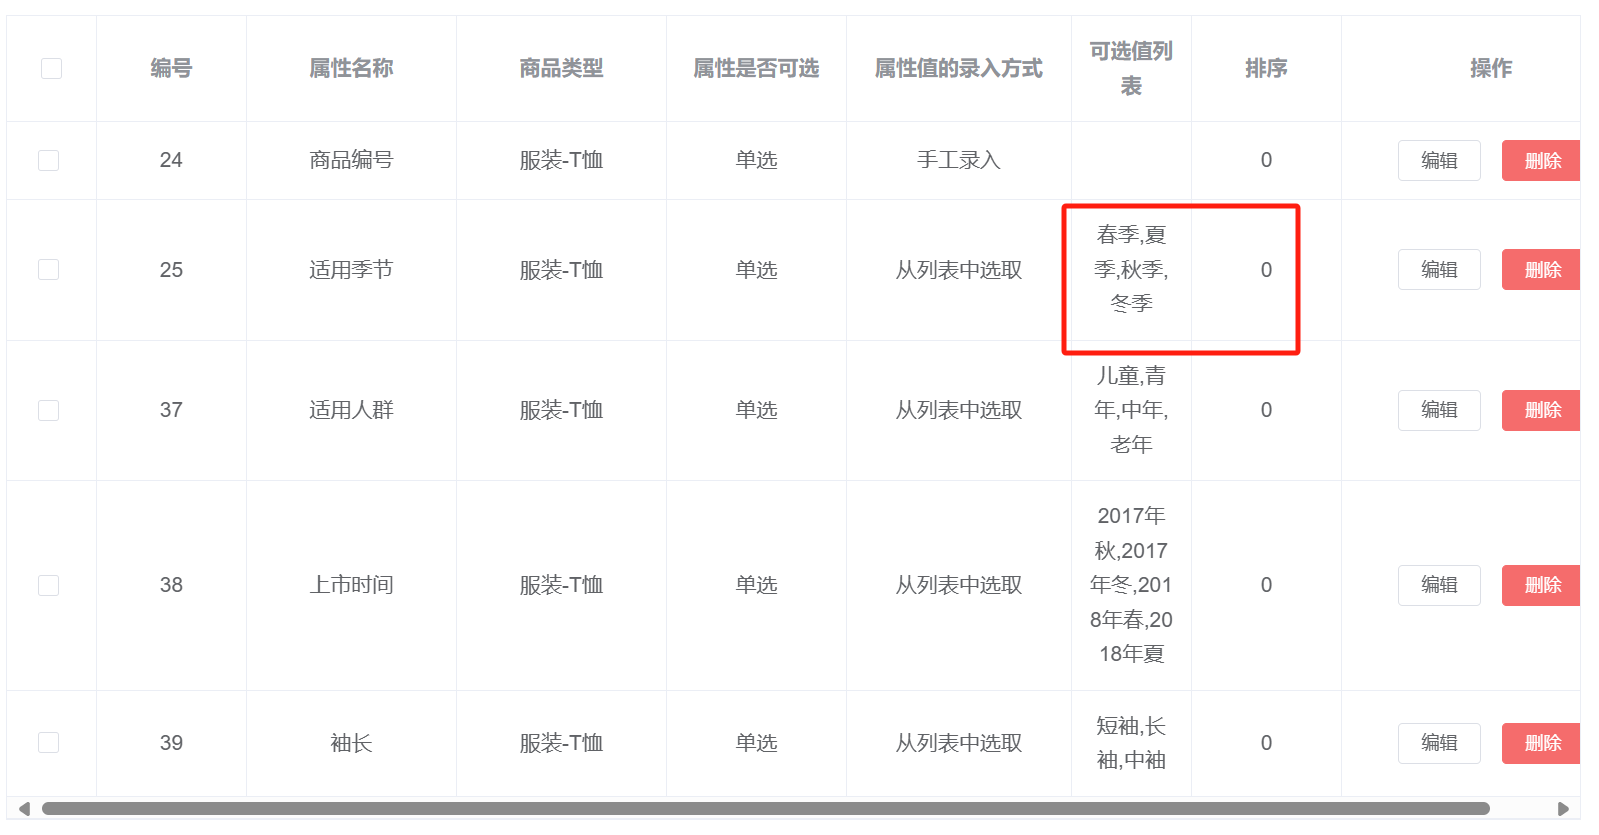 编号 属性名称 商品类型 属性是否可选 属性值的录入方式 可选值列 排序 操作
表
24 商品编号 服装-T恤 单选 手工录入 0 编辑 删除
春季,夏
25 适用季节 服装-T恤 单选 从列表中选取 季,秋季, 0 编辑 删除
冬季
儿童,青
37 适用人群 服装-T恤 单选 从列表中选取 年,中年, 0 编辑 删除
老年
2017年
秋,2017
38 上市时间 服装-T恤 单选 从列表中选取 年冬,201 0 编辑 删除
8年春,20
18年夏
短袖,长
39 袖长 服装-T恤 单选 从列表中选取 0 编辑 删除
袖,中袖